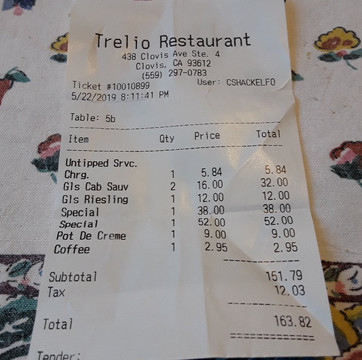 Trelio Restaurant
438 Clovis Ave Ste. 4
Clovis, CA 93612
(559) 297-0783
Ticket #10010899 User: CSHACKELFO
5/22/2019 8:11:41 PM
Table: 5b
Item Qty Price Total
Untipped Srvc.
Chrg. 1 5.84 5.84
Gls Cab Sauv 2 16.00 32.00
Gls Riesling 1 12.00 12.00
Special 1 38.00 38.00
Special 1 52.00 52.00
Pot De Creme 1 9.00 9.00
Coffee 1 2.95 2.95
Subtotal 151.79
Tax 12.03
Total 163.82
Tender: